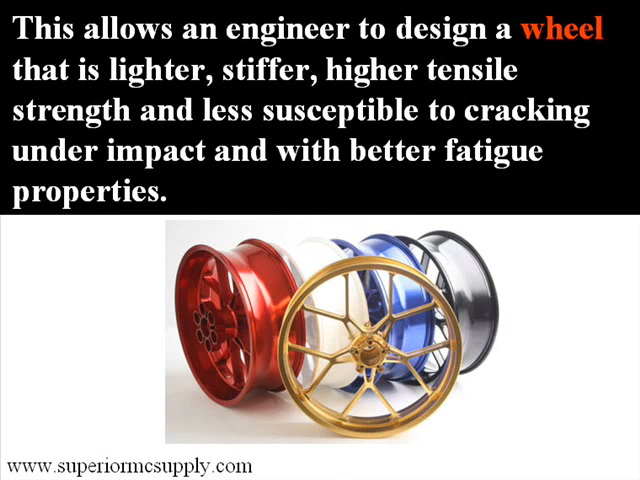 This allows an engineer to design a wheel
that is lighter, stiffer, higher tensile
strength and less susceptible to cracking
under impact and with better fatigue
properties.
www.superiormcsupply.com